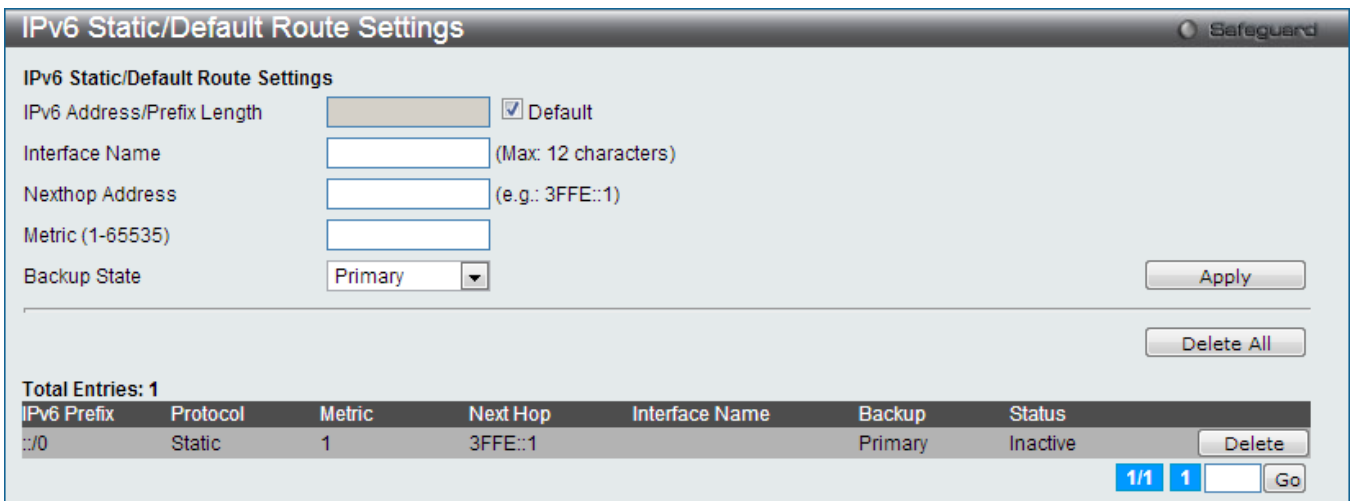 IPv6 Static/Default Route Settings
Safeguard
IPv6 Static/Default Route Settings
IPv6 Address/Prefix Length Default
Interface Name (Max: 12 characters)
Nexthop Address (e.g.: 3FFE::1)
Metric (1-65535)
Backup State Primary Apply
Delete All
Total Entries: 1
IPv6 Prefix Protocol Metric Next Hop Interface Name Backup Status
::/0 Static 1 3FFE::1 Primary Inactive Delete
1/1 1 Go